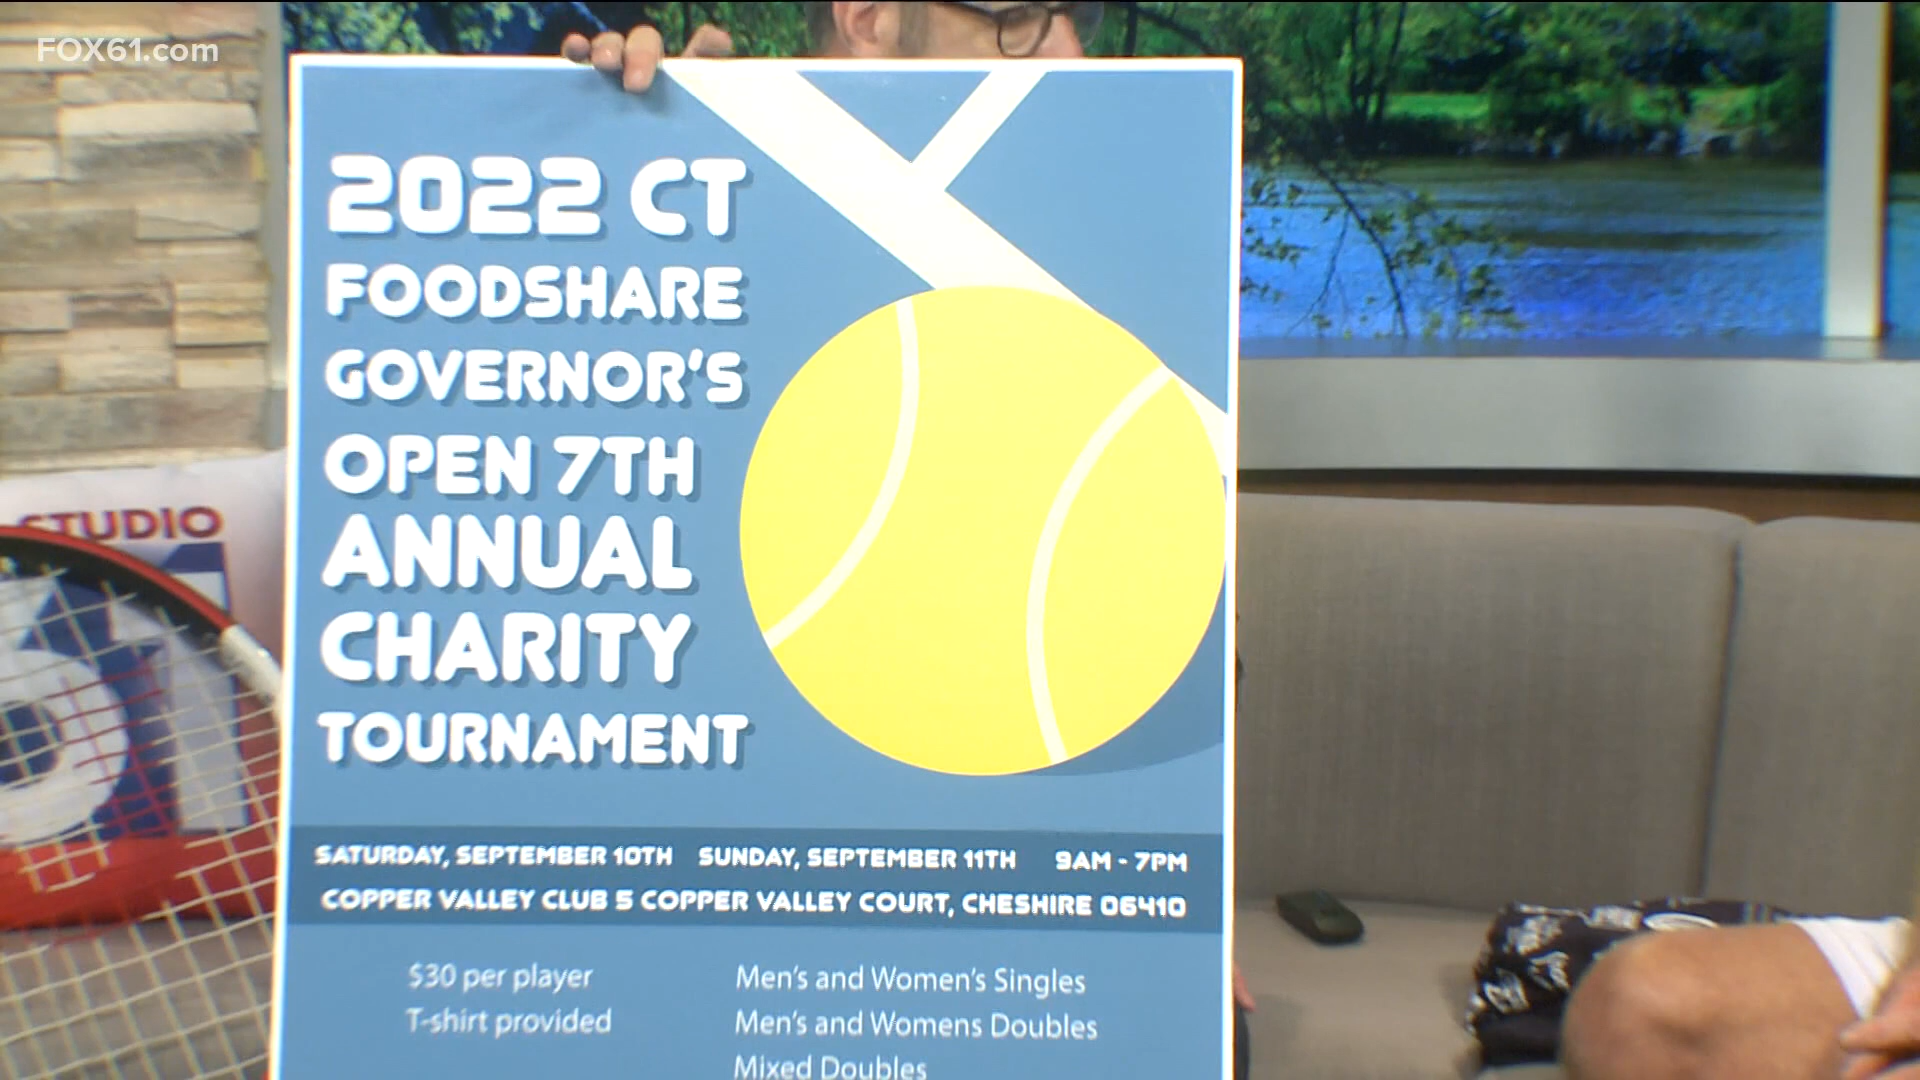 FOX61.com
2022 CT
FOODSHARE
GOVERNOR'S
OPEN 7TH
ANNUAL
CHARITY
TOURNAMENT
SATURDAY, SEPTEMBER 10TH SUNDAY, SEPTEMBER 11TH 9AM - 7PM
COPPER VALLEY CLUB 5 COPPER VALLEY COURT, CHESHIRE 06410
$30 per player
T-shirt provided
Men's and Women's Singles
Men's and Womens Doubles
Mixed Doubles
STUDIO
61